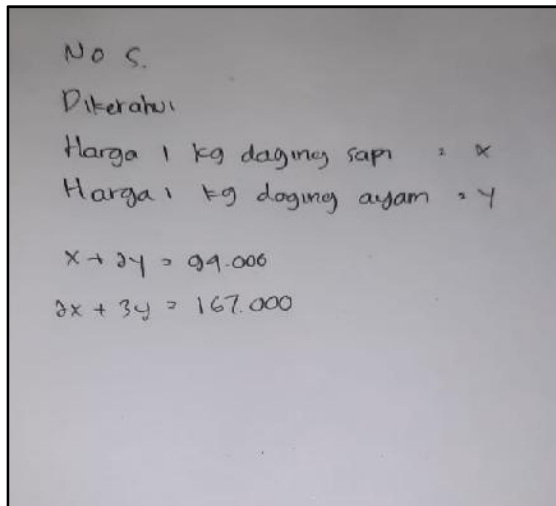 No 5.
Diketahui
Harga 1 kg daging sapi = x
Harga 1 kg daging ayam = y
x + 2y = 94.000
2x + 3y = 167.000